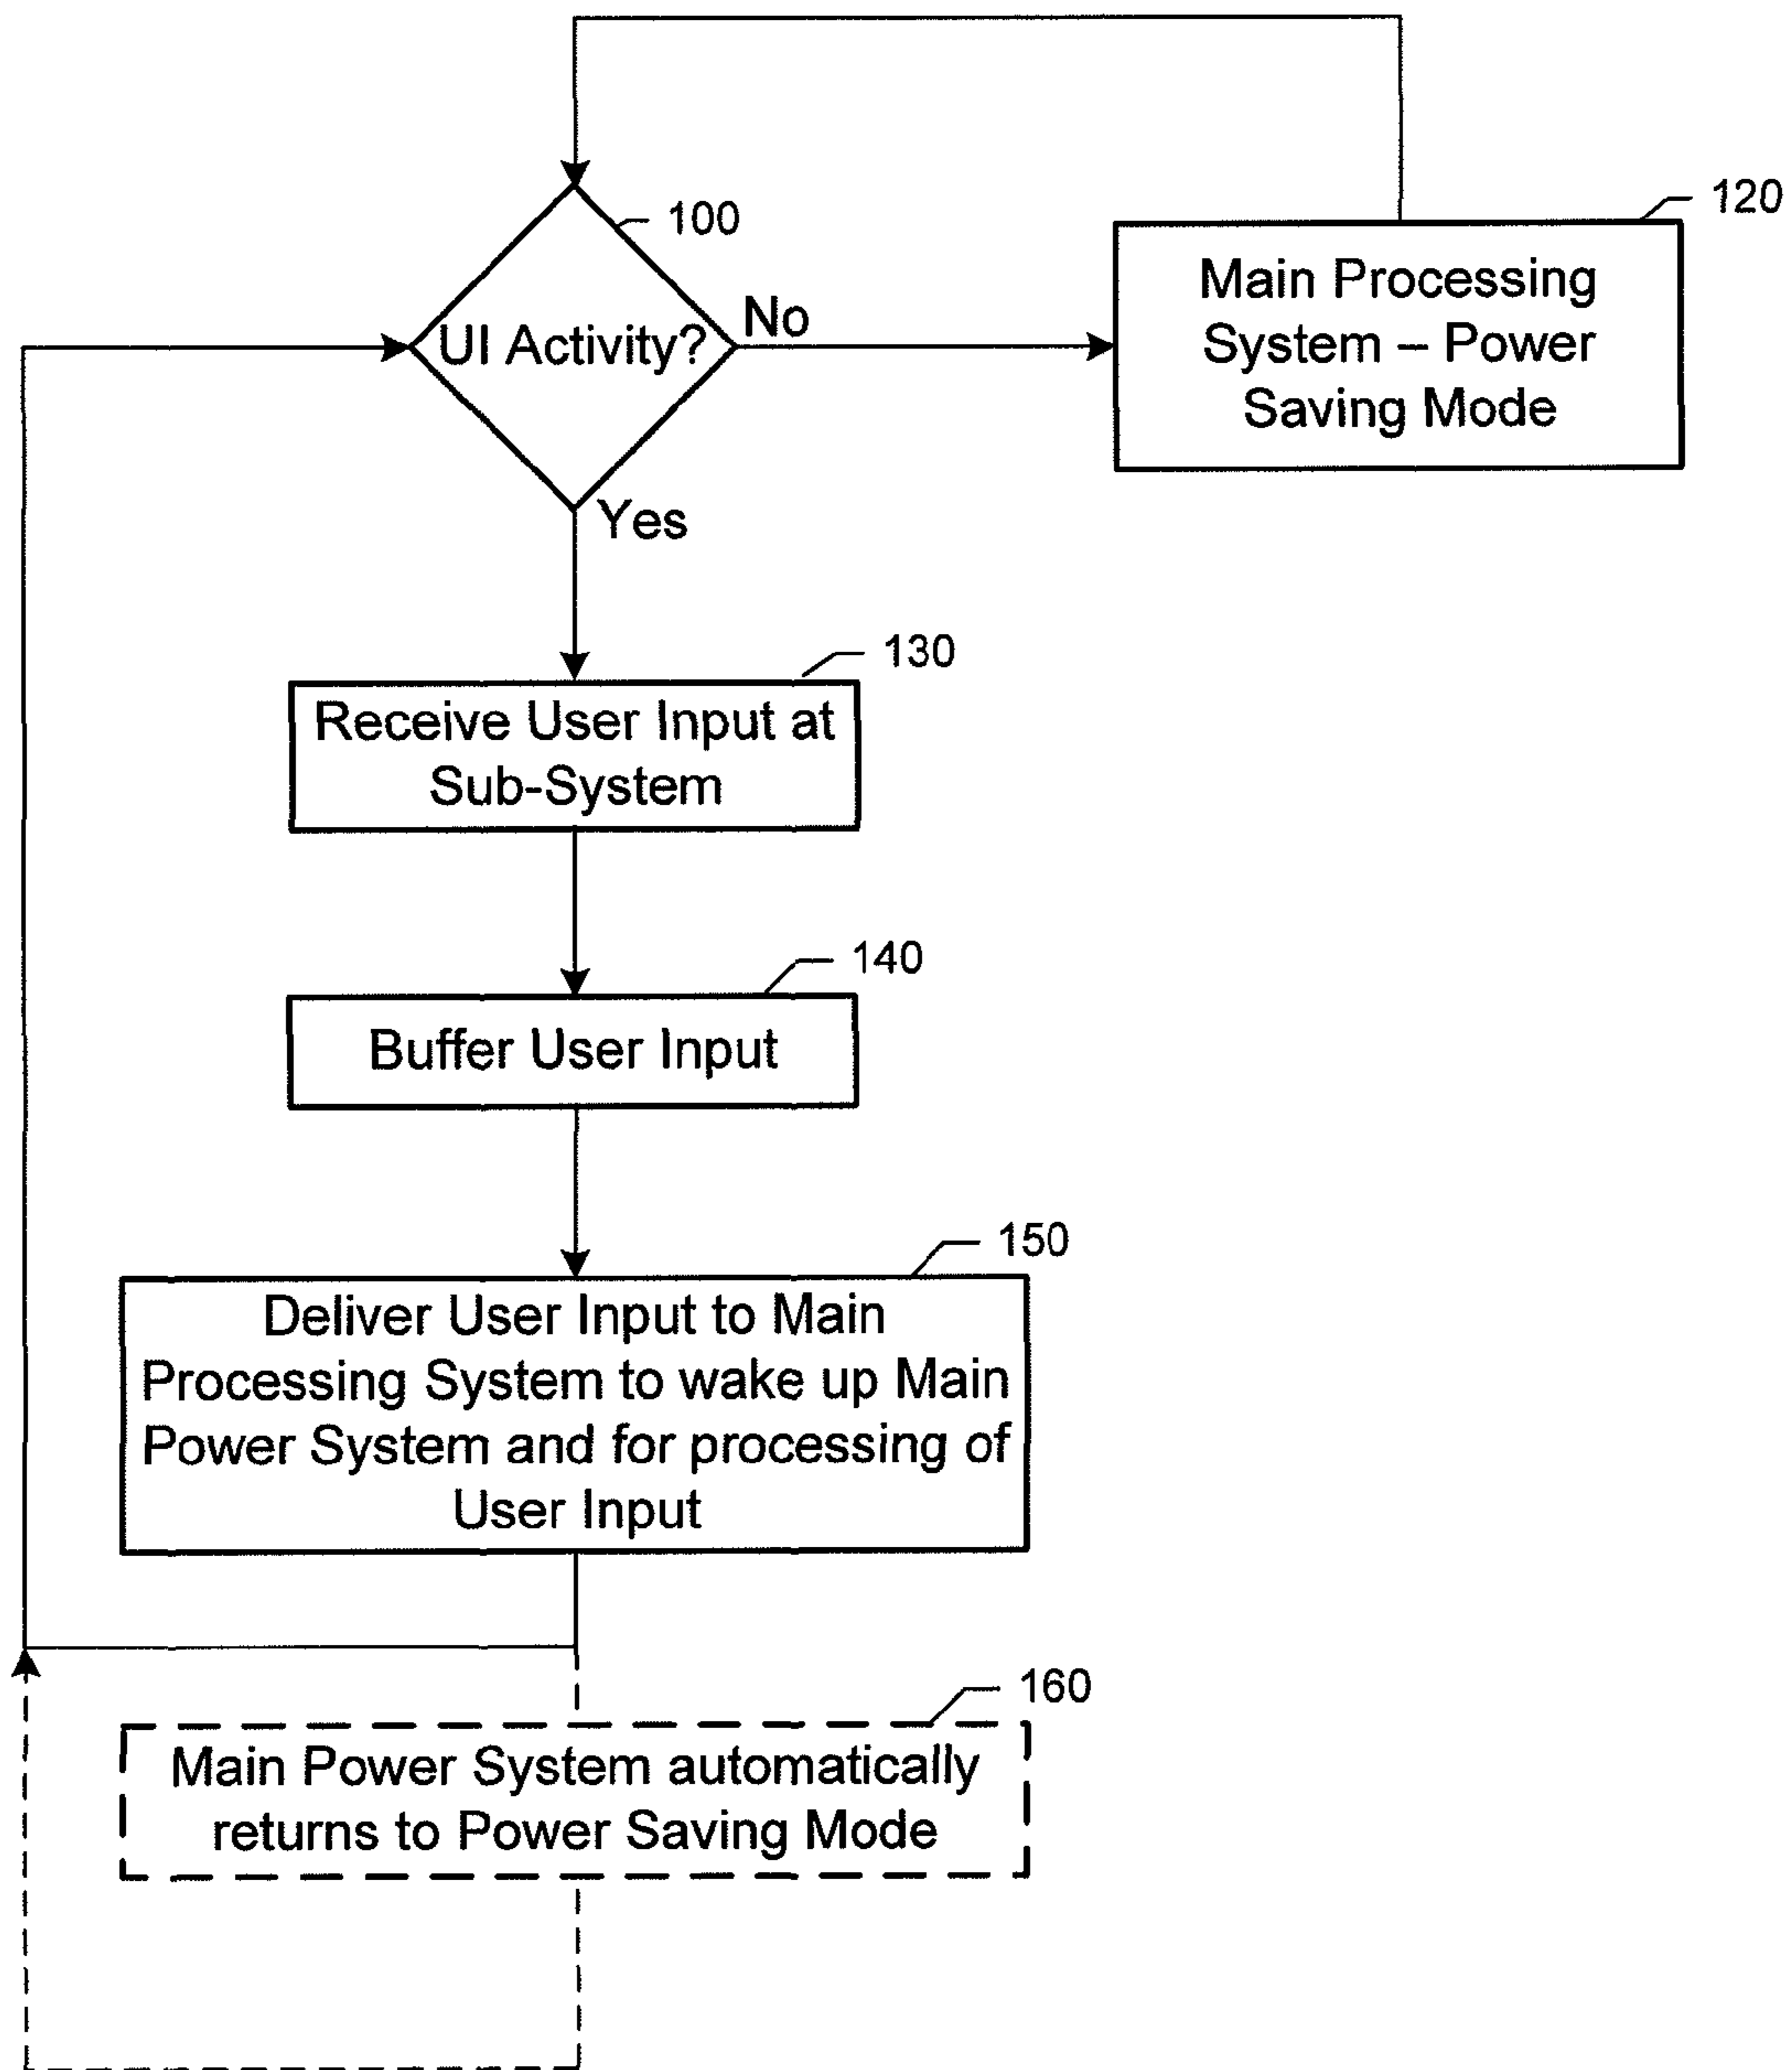 100
120
UI Activity?
No
Main Processing
System – Power
Saving Mode
Yes
130
Receive User Input at
Sub-System
140
Buffer User Input
150
Deliver User Input to Main
Processing System to wake up Main
Power System and for processing of
User Input
160
Main Power System automatically
returns to Power Saving Mode